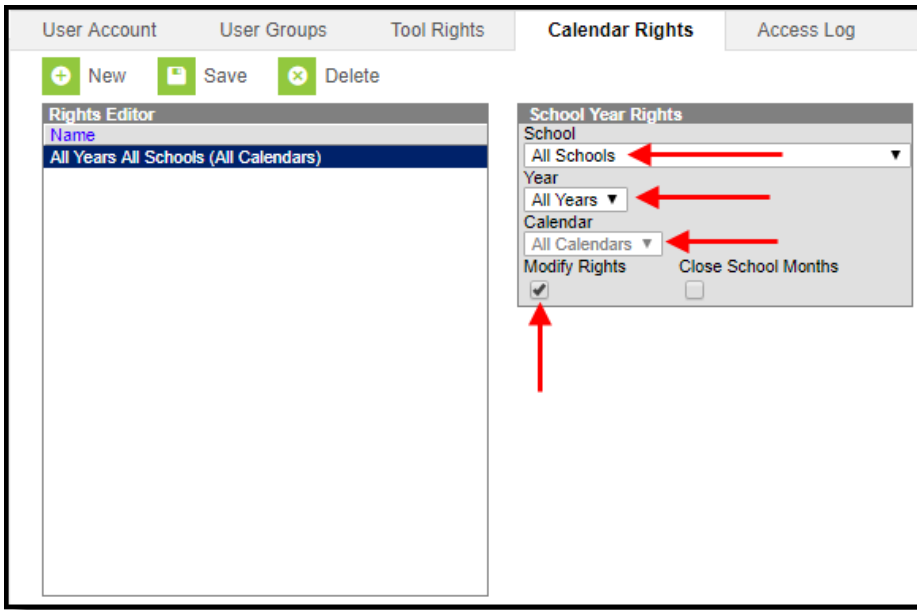 User Account User Groups Tool Rights Calendar Rights Access Log
New Save Delete
Rights Editor
Name
All Years All Schools (All Calendars)
School Year Rights
School
All Schools
Year
All Years
Calendar
All Calendars
Modify Rights Close School Months